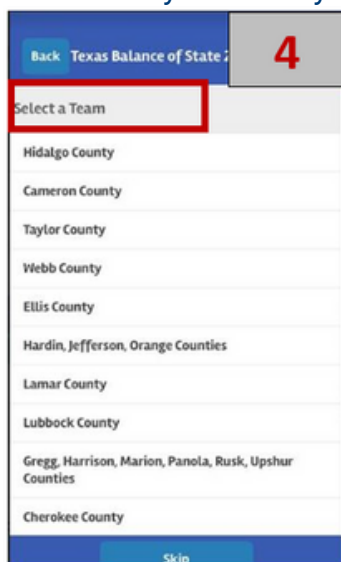 Back Texas Balance of State
4
Select a Team
Hidalgo County
Cameron County
Taylor County
Webb County
Ellis County
Hardin, Jefferson, Orange Counties
Lamar County
Lubbock County
Gregg, Harrison, Marion, Panola, Rusk, Upshur
Counties
Cherokee County
Skip